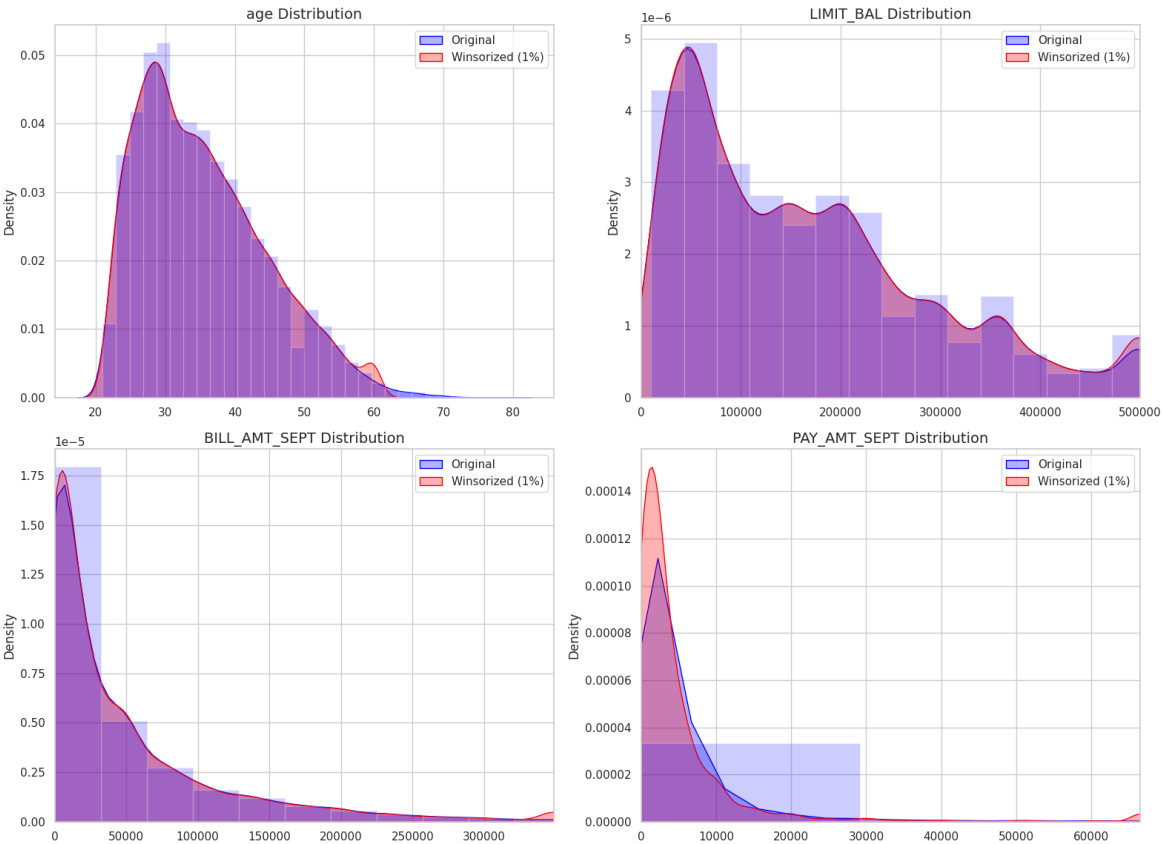 age Distribution
Original
Winsorized (1%)
Density
0.05
0.04
0.03
0.02
0.01
0.00
20 30 40 50 60 70 80
LIMIT_BAL Distribution
1e−6
Original
Winsorized (1%)
Density
5
4
3
2
1
0
0 100000 200000 300000 400000 500000
BILL_AMT_SEPT Distribution
1e−5
Original
Winsorized (1%)
Density
1.75
1.50
1.25
1.00
0.75
0.50
0.25
0.00
0 50000 100000 150000 200000 250000 300000
PAY_AMT_SEPT Distribution
Original
Winsorized (1%)
Density
0.00014
0.00012
0.00010
0.00008
0.00006
0.00004
0.00002
0.00000
0 10000 20000 30000 40000 50000 60000